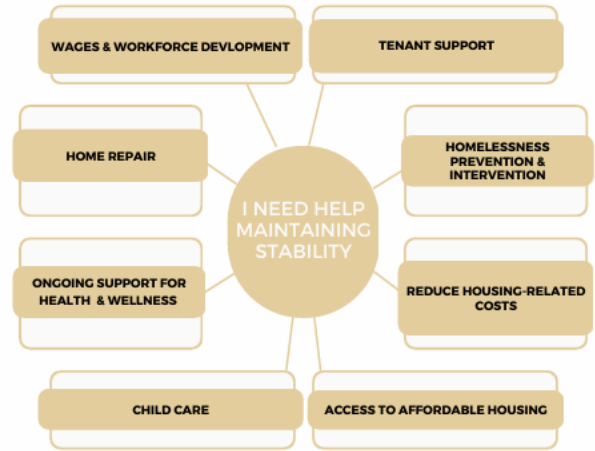 WAGES & WORKFORCE DEVLOPMENT
TENANT SUPPORT
HOME REPAIR
HOMELESSNESS
PREVENTION &
INTERVENTION
I NEED HELP
MAINTAINING
STABILITY
ONGOING SUPPORT FOR
HEALTH & WELLNESS
REDUCE HOUSING-RELATED
COSTS
CHILD CARE
ACCESS TO AFFORDABLE HOUSING